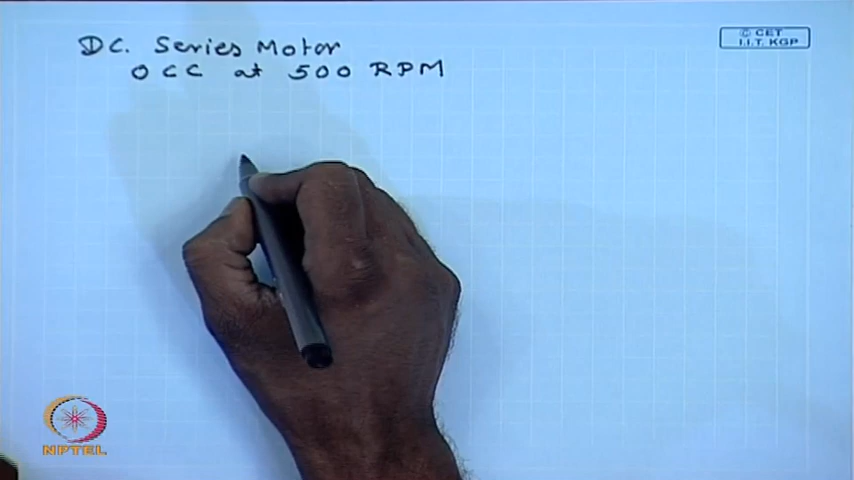 DC. Series Motor
OCC at 500 RPM
© CET
I.I.T. KGP
NPTEL